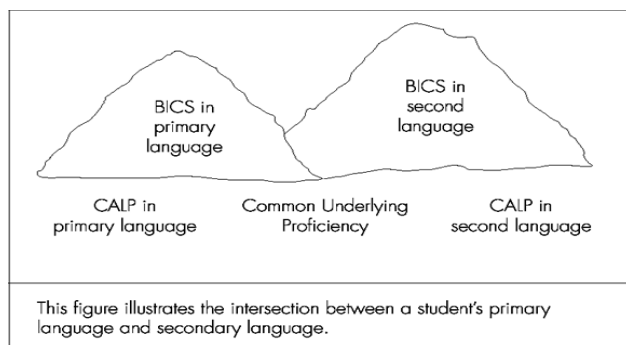 BICS in
primary
language
BICS in
second
language
CALP in
primary language
Common Underlying
Proficiency
CALP in
second language
This figure illustrates the intersection between a student's primary
language and secondary language.